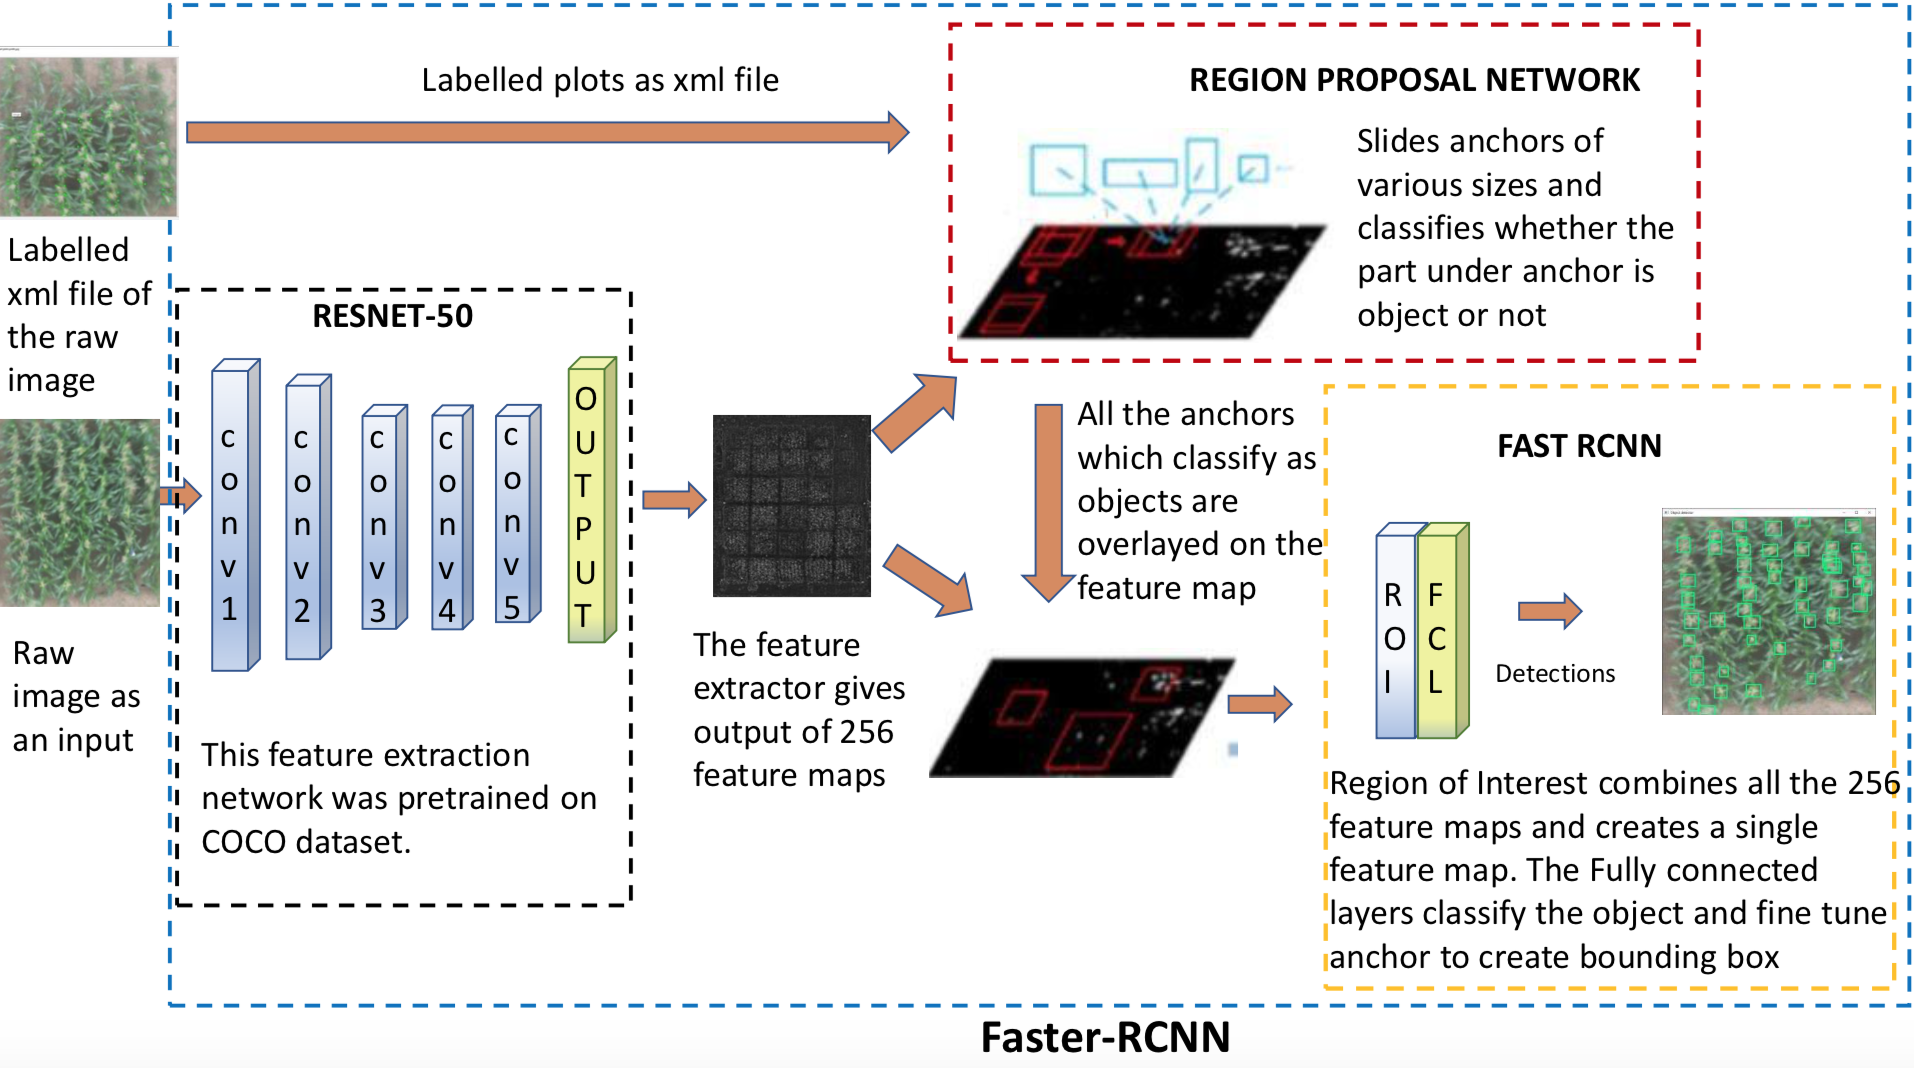 Labelled plots as xml file
Labelled
xml file of
the raw
image
Raw
image as
an input
RESNET-50
conv1
conv2
conv3
conv4
conv5
OUTPUT
This feature extraction
network was pretrained on
COCO dataset.
The feature
extractor gives
output of 256
feature maps
REGION PROPOSAL NETWORK
Slides anchors of
various sizes and
classifies whether the
part under anchor is
object or not
All the anchors
which classify as
objects are
overlayed on the
feature map
FAST RCNN
ROI
FCL
Detections
Region of Interest combines all the 256
feature maps and creates a single
feature map. The Fully connected
layers classify the object and fine tune
anchor to create bounding box
Faster-RCNN